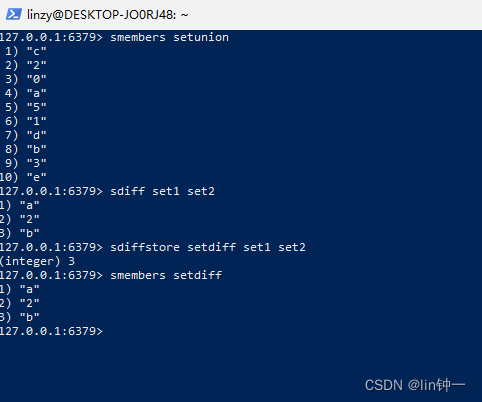 linzy@DESKTOP-JO0RJ48: ~
127.0.0.1:6379> smembers setunion
1) "c"
2) "2"
3) "0"
4) "a"
5) "5"
6) "1"
7) "d"
8) "b"
9) "3"
10) "e"
127.0.0.1:6379> sdiff set1 set2
1) "a"
2) "2"
3) "b"
127.0.0.1:6379> sdiffstore setdiff set1 set2
(integer) 3
127.0.0.1:6379> smembers setdiff
1) "a"
2) "2"
3) "b"
127.0.0.1:6379>
CSDN @lin钟一